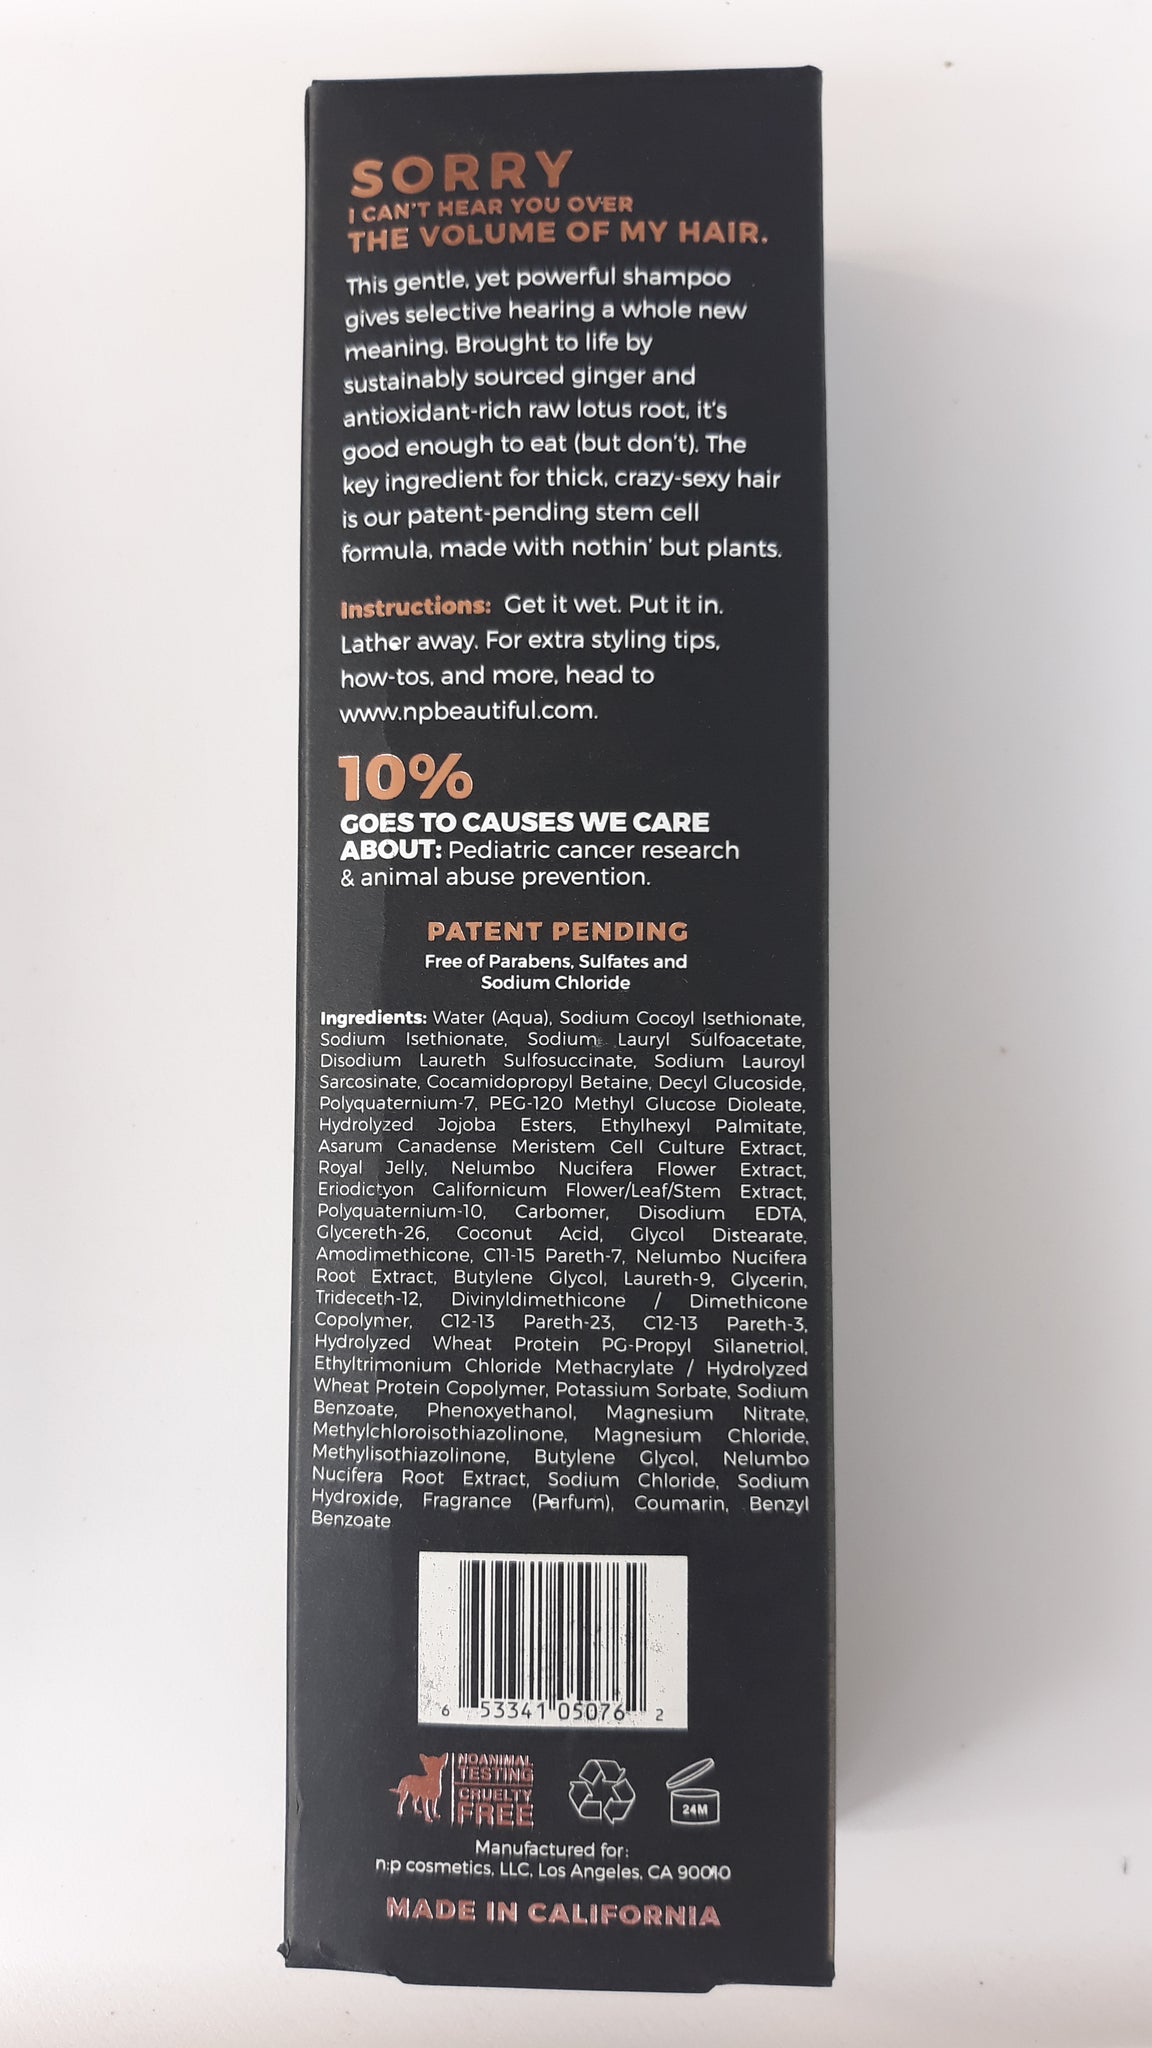 SORRY
I CAN'T HEAR YOU OVER
THE VOLUME OF MY HAIR.
This gentle, yet powerful shampoo
gives selective hearing a whole new
meaning. Brought to life by
sustainably sourced ginger and
antioxidant-rich raw lotus root, it's
good enough to eat (but don't). The
key ingredient for thick, crazy-sexy hair
is our patent-pending stem cell
formula, made with nothin' but plants.
Instructions: Get it wet. Put it in.
Lather away. For extra styling tips,
how-tos, and more, head to
www.npbeautiful.com.
10%
GOES TO CAUSES WE CARE
ABOUT: Pediatric cancer research
& animal abuse prevention.
PATENT PENDING
Free of Parabens, Sulfates and
Sodium Chloride
Ingredients: Water (Aqua), Sodium Cocoyl Isethionate,
Sodium Isethionate, Sodium Lauryl Sulfoacetate,
Disodium Laureth Sulfosuccinate, Sodium Lauroyl
Sarcosinate, Cocamidopropyl Betaine, Decyl Glucoside,
Polyquaternium-7, PEG-120 Methyl Glucose Dioleate,
Hydrolyzed Jojoba Esters, Ethylhexyl Palmitate,
Asarum Canadense Meristem Cell Culture Extract,
Royal Jelly, Nelumbo Nucifera Flower Extract,
Eriodictyon Californicum Flower/Leaf/Stem Extract,
Polyquaternium-10, Carbomer, Disodium EDTA,
Glycereth-26, Coconut Acid, Glycol Distearate,
Amodimethicone, C11-15 Pareth-7, Nelumbo Nucifera
Root Extract, Butylene Glycol, Laureth-9, Glycerin,
Trideceth-12, Divinyldimethicone / Dimethicone
Copolymer, C12-13 Pareth-23, C12-13 Pareth-3,
Hydrolyzed Wheat Protein PG-Propyl Silanetriol,
Ethyltrimonium Chloride Methacrylate / Hydrolyzed
Wheat Protein Copolymer, Potassium Sorbate, Sodium
Benzoate, Phenoxyethanol, Magnesium Nitrate,
Methylchloroisothiazolinone, Magnesium Chloride,
Methylisothiazolinone, Butylene Glycol, Nelumbo
Nucifera Root Extract, Sodium Chloride, Sodium
Hydroxide, Fragrance (Parfum), Coumarin, Benzyl
Benzoate
6 53341 05076 2
NO ANIMAL
TESTING
CRUELTY
FREE
24M
Manufactured for:
n:p cosmetics, LLC, Los Angeles, CA
MADE IN CALIFORNIA